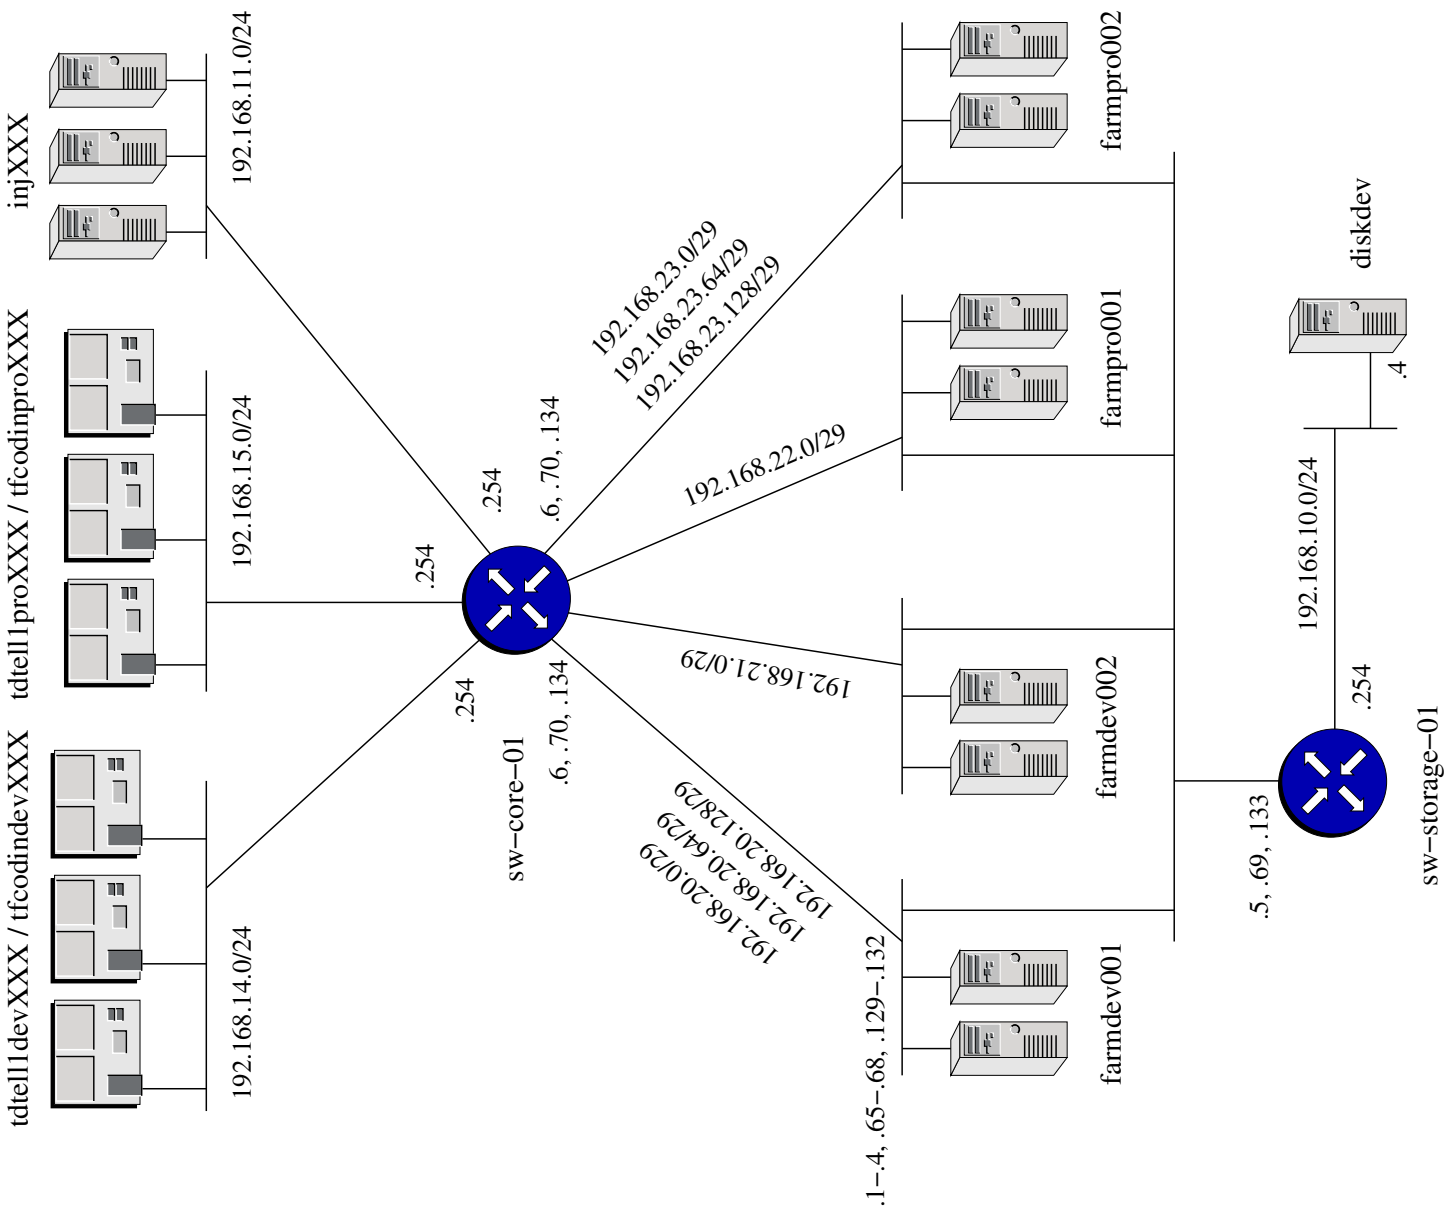 tdtell1devXXX / tfcodindevXXX
tdtell1proXXX / tfcodinproXXX
injXXX
192.168.14.0/24
192.168.15.0/24
192.168.11.0/24
.254
.254
.254
sw−core−01
.6, .70, .134
.6, .70, .134
192.168.20.0/29
192.168.20.64/29
192.168.20.128/29
192.168.21.0/29
192.168.22.0/29
192.168.23.0/29
192.168.23.64/29
192.168.23.128/29
.1−.4, .65−.68, .129−.132
farmdev001
farmdev002
farmpro001
farmpro002
.5, .69, .133
.254
192.168.10.0/24
.4
diskdev
sw−storage−01